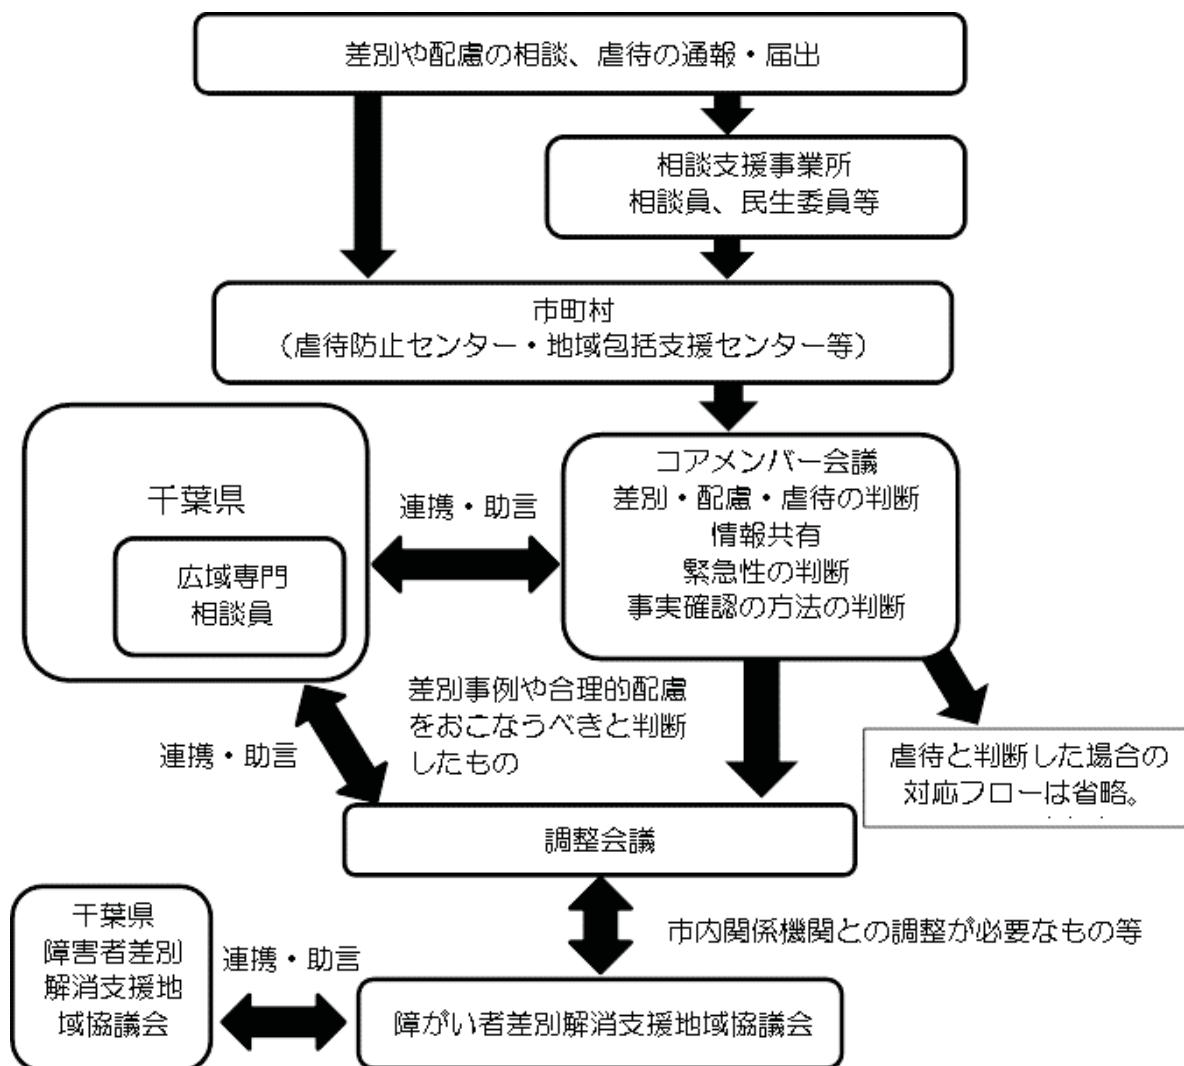 差別や配慮の相談、虐待の通報・届出
相談支援事業所
相談員、民生委員等
市町村
（虐待防止センター・地域包括支援センター等）
千葉県
広域専門
相談員
連携・助言
コアメンバー会議
差別・配慮・虐待の判断
情報共有
緊急性の判断
事実確認の方法の判断
差別事例や合理的配慮
をおこなうべきと判断
したもの
連携・助言
虐待と判断した場合の
対応フローは省略。
調整会議
市内関係機関との調整が必要なもの等
千葉県
障害者差別
解消支援地
域協議会
連携・助言
障がい者差別解消支援地域協議会